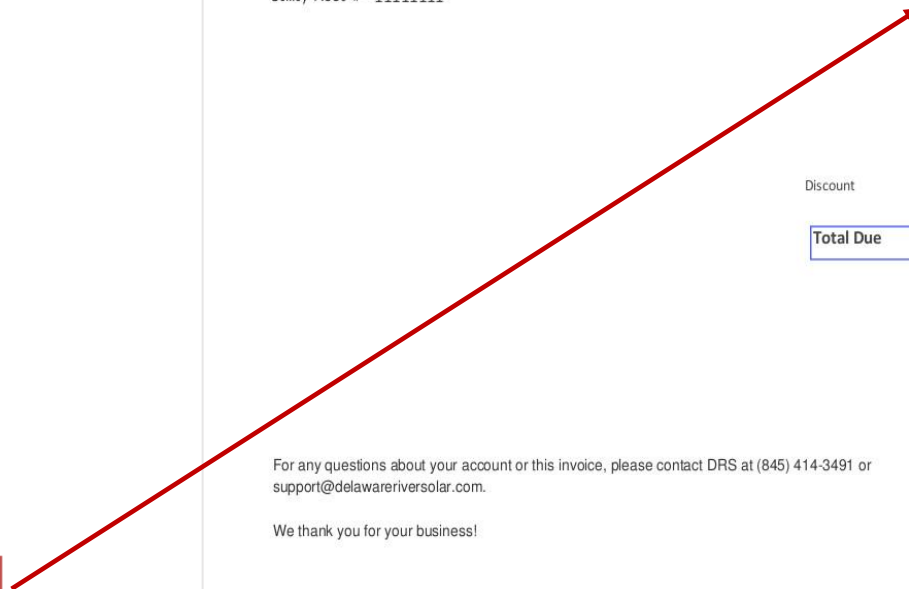 Discount
Total Due
For any questions about your account or this invoice, please contact DRS at (845) 414-3491 or
support@delawareriversolar.com.
We thank you for your business!